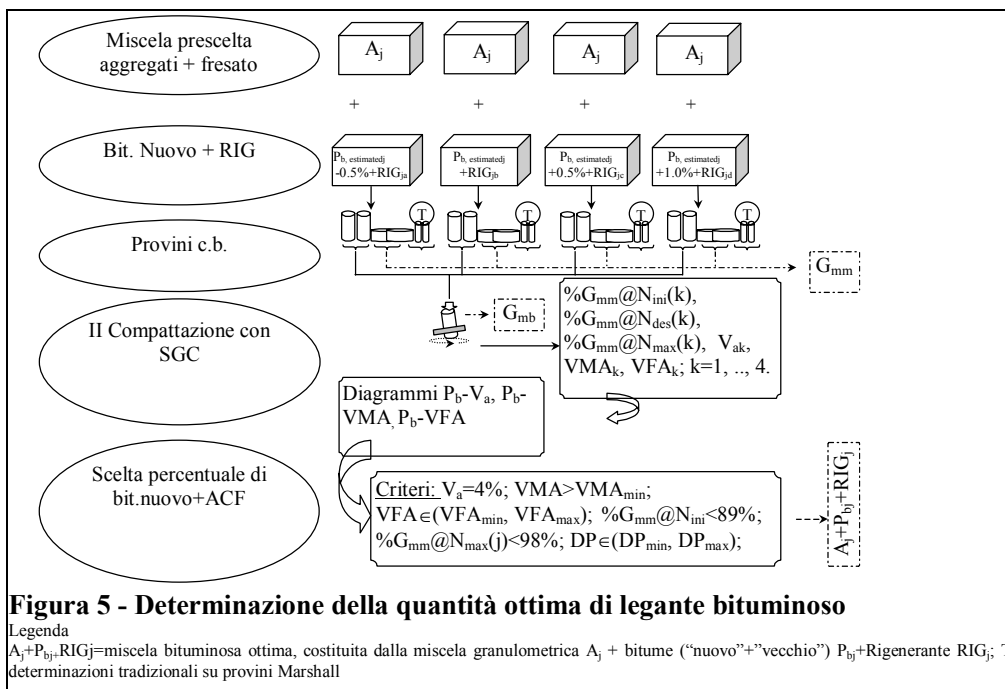 Miscela prescelta
aggregati + fresato
Aj Aj Aj Aj
+ + + +
Bit. Nuovo + RIG
Pb, estimatedj
-0.5%+RIGja
Pb, estimatedj
+RIGjb
Pb, estimatedj
+0.5%+RIGjc
Pb, estimatedj
+1.0%+RIGjd
T T T T
Provini c.b.
Gmm
II Compattazione con
SGC
Gmb
%Gmm@Nini(k),
%Gmm@Ndes(k),
%Gmm@Nmax(k), Vak,
VMAk, VFAk; k=1, .., 4.
Diagrammi Pb-Va, Pb-
VMA, Pb-VFA
Scelta percentuale di
bit.nuovo+ACF
Criteri: Va=4%; VMA>VMAmin;
VFA∈(VFAmin, VFAmax); %Gmm@Nini<89%;
%Gmm@Nmax(j)<98%; DP∈(DPmin, DPmax);
Aj+Pbj+RIGj
Figura 5 - Determinazione della quantità ottima di legante bituminoso
Legenda
Aj+Pbj+RIGj=miscela bituminosa ottima, costituita dalla miscela granulometrica Aj + bitume (“nuovo”+“vecchio”) Pbj+Rigenerante RIGj; T
determinazioni tradizionali su provini Marshall